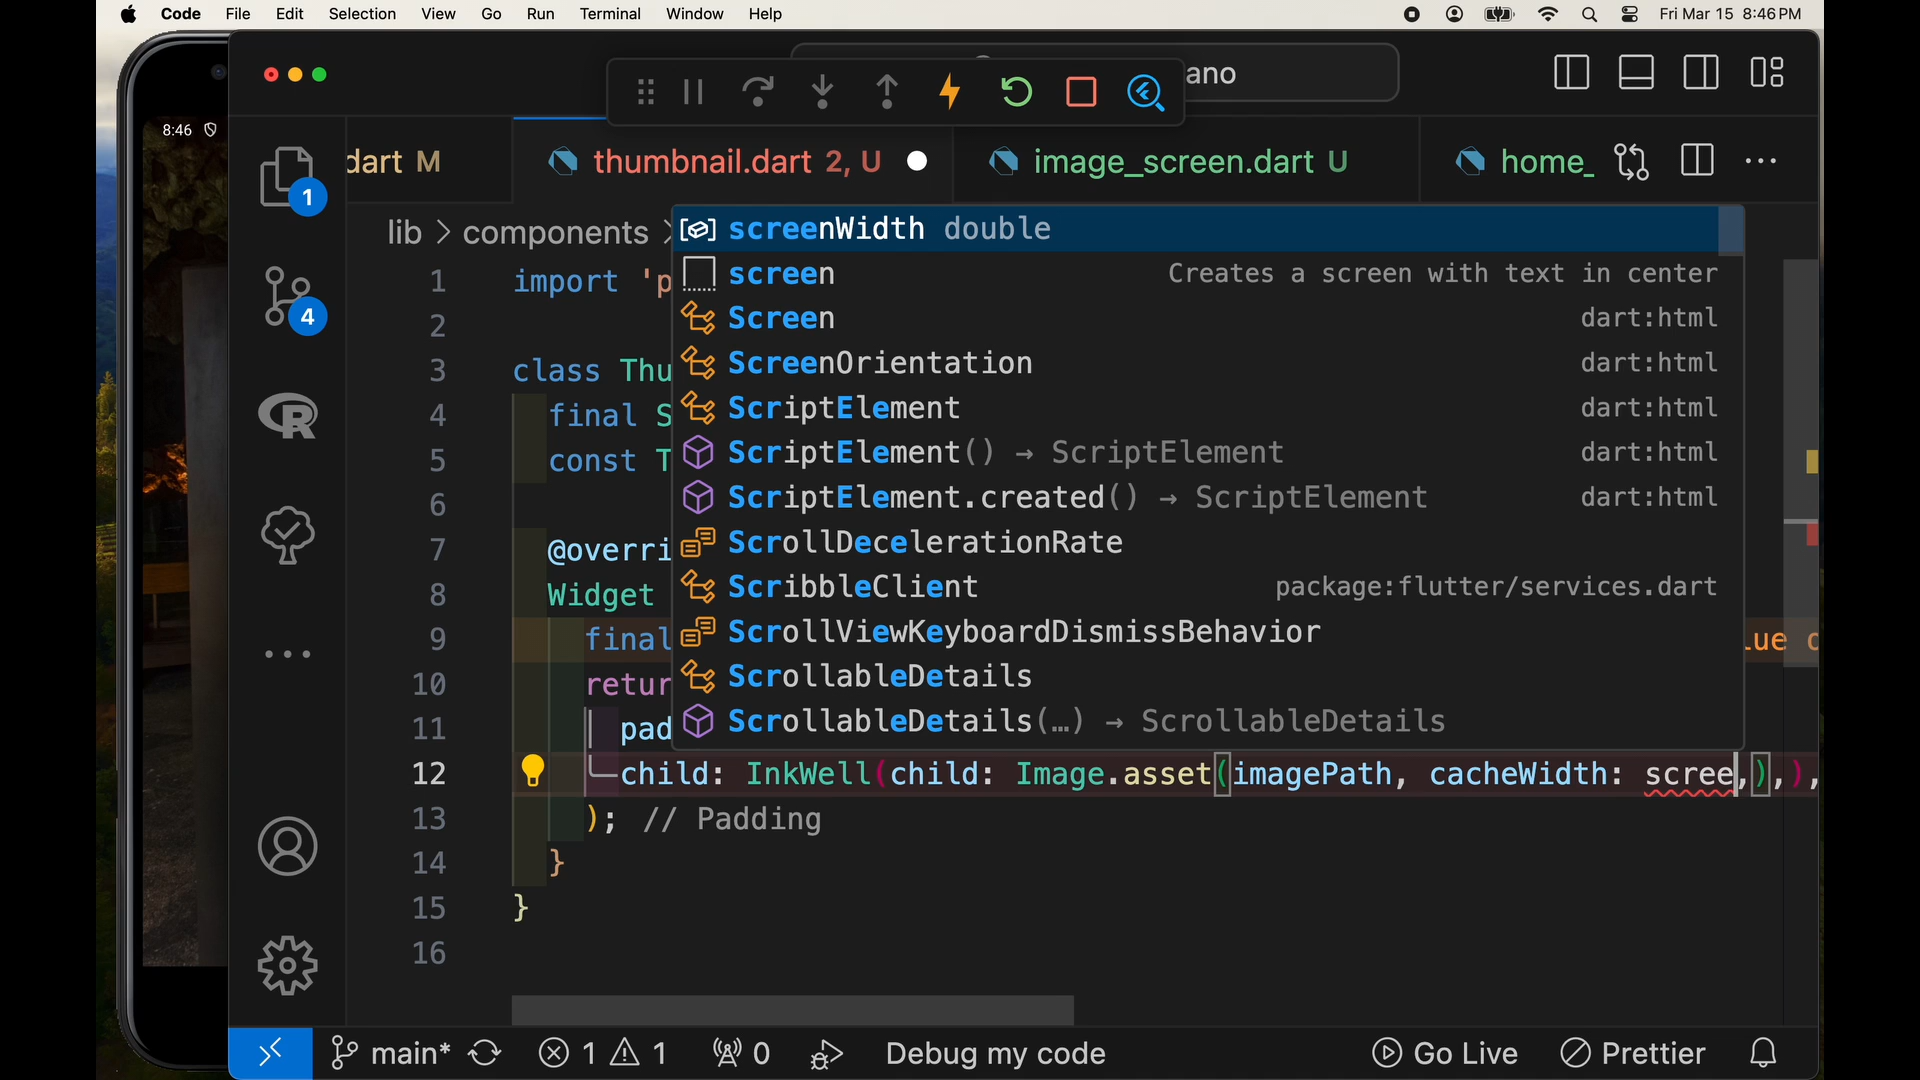 Code File Edit Selection View Go Run Terminal Window Help Fri Mar 15 8:46 PM
8:46
ano
dart M
thumbnail.dart 2, U
image_screen.dart U
home_
1
4
lib > components >
1 import 'p
2
3 class Thu
4 final S
5 const T
6
7 @overri
8 Widget
9 final
lue c
10 retur
11 pad
12 child: InkWell(child: Image.asset(imagePath, cacheWidth: scree,),),
13 ); // Padding
14 }
15 }
16
screenWidth double
screen Creates a screen with text in center
Screen dart:html
ScreenOrientation dart:html
ScriptElement dart:html
ScriptElement() → ScriptElement dart:html
ScriptElement.created() → ScriptElement dart:html
ScrollDecelerationRate
ScribbleClient package:flutter/services.dart
ScrollViewKeyboardDismissBehavior
ScrollableDetails
ScrollableDetails(…) → ScrollableDetails
main* 1 1 0 Debug my code Go Live Prettier